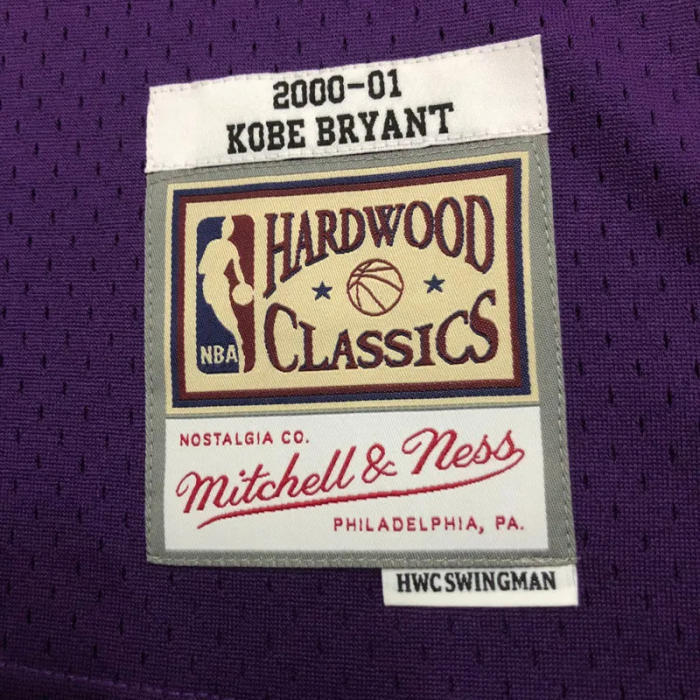 2000-01
KOBE BRYANT
HARDWOOD
CLASSICS
NBA
NOSTALGIA CO.
Mitchell & Ness
PHILADELPHIA, PA.
HWC SWINGMAN